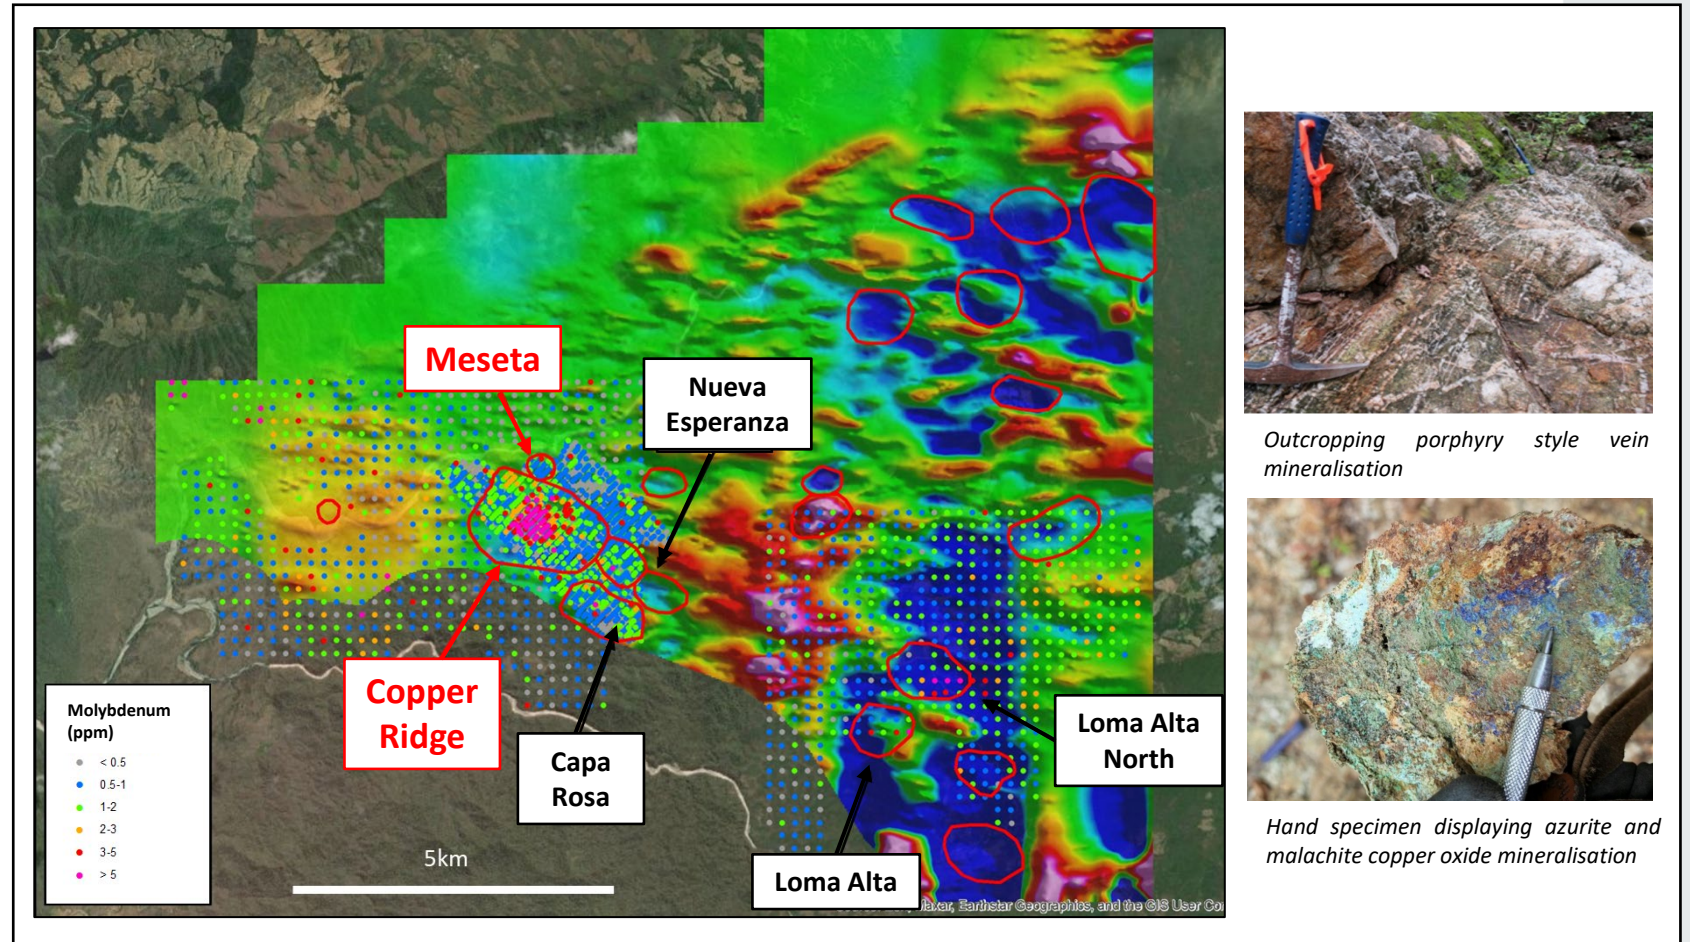 Meseta
Nueva
Esperanza
Copper
Ridge
Capa
Rosa
Loma Alta
North
Loma Alta
Molybdenum
(ppm)
< 0.5
0.5-1
1-2
2-3
3-5
> 5
5km
Earthstar Geographics, and the GIS User
Outcropping porphyry style vein
mineralisation
Hand specimen displaying azurite and
malachite copper oxide mineralisation